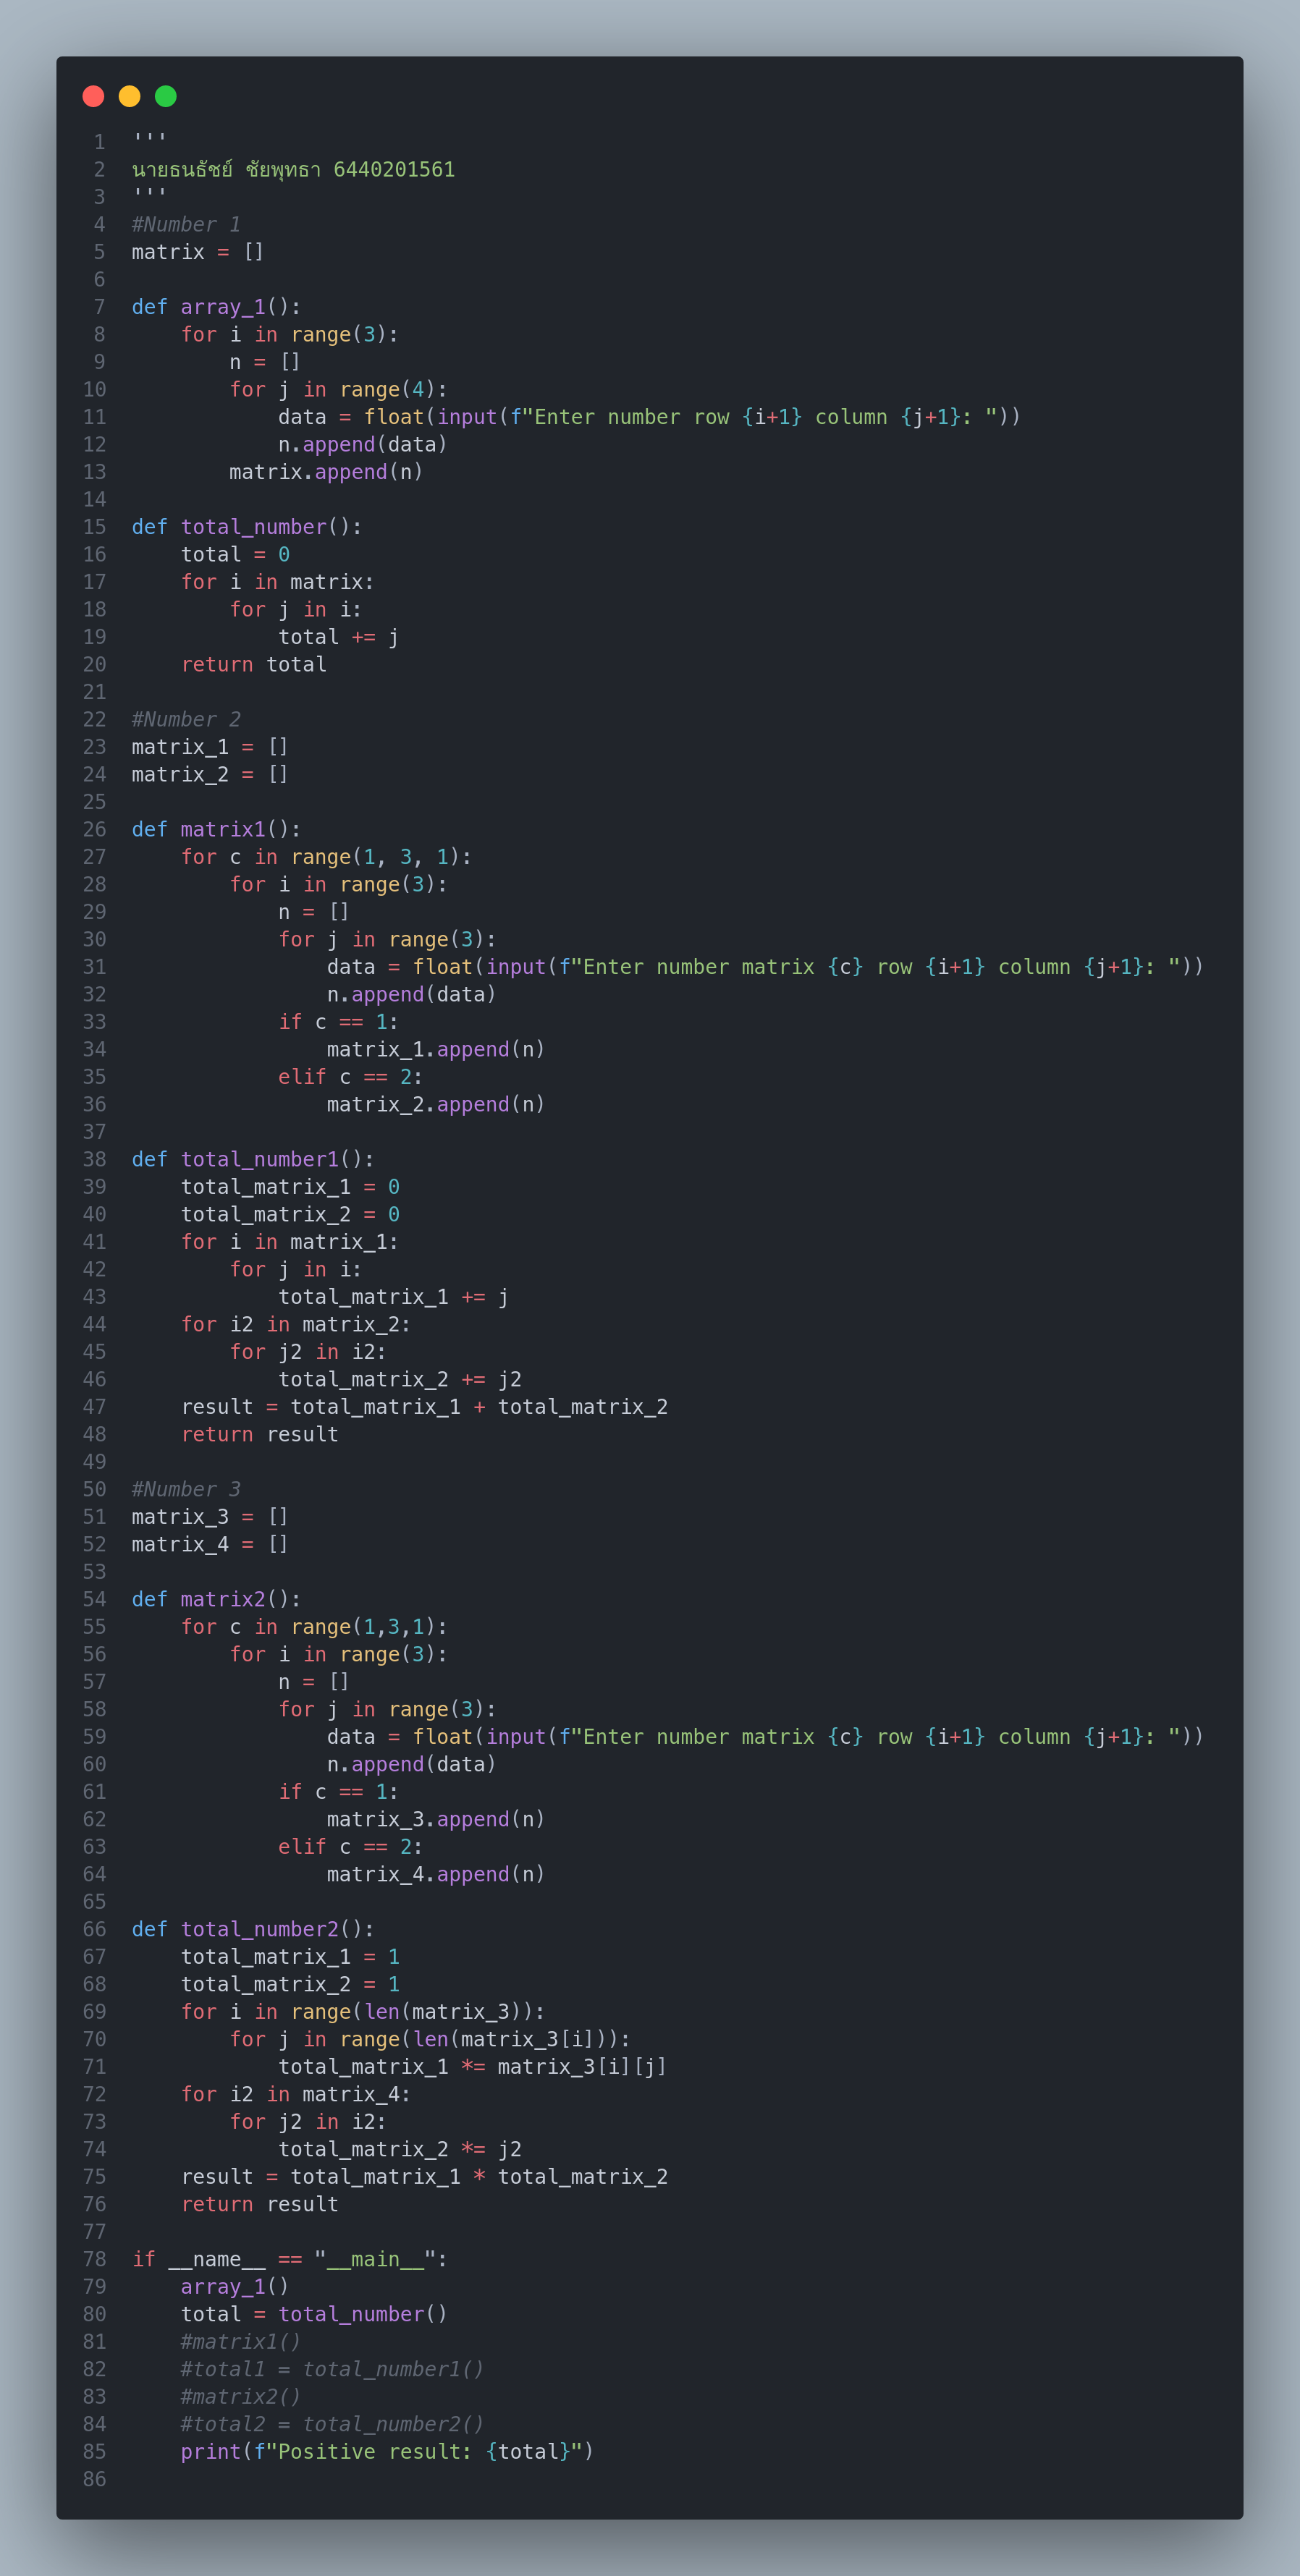 1 '''
2 นายธนธัชย์ ชัยพุทธา 6440201561
3 '''
4 #Number 1
5 matrix = []
6
7 def array_1():
8     for i in range(3):
9         n = []
10         for j in range(4):
11             data = float(input(f"Enter number row {i+1} column {j+1}: "))
12             n.append(data)
13         matrix.append(n)
14
15 def total_number():
16     total = 0
17     for i in matrix:
18         for j in i:
19             total += j
20     return total
21
22 #Number 2
23 matrix_1 = []
24 matrix_2 = []
25
26 def matrix1():
27     for c in range(1, 3, 1):
28         for i in range(3):
29             n = []
30             for j in range(3):
31                 data = float(input(f"Enter number matrix {c} row {i+1} column {j+1}: "))
32                 n.append(data)
33             if c == 1:
34                 matrix_1.append(n)
35             elif c == 2:
36                 matrix_2.append(n)
37
38 def total_number1():
39     total_matrix_1 = 0
40     total_matrix_2 = 0
41     for i in matrix_1:
42         for j in i:
43             total_matrix_1 += j
44     for i2 in matrix_2:
45         for j2 in i2:
46             total_matrix_2 += j2
47     result = total_matrix_1 + total_matrix_2
48     return result
49
50 #Number 3
51 matrix_3 = []
52 matrix_4 = []
53
54 def matrix2():
55     for c in range(1,3,1):
56         for i in range(3):
57             n = []
58             for j in range(3):
59                 data = float(input(f"Enter number matrix {c} row {i+1} column {j+1}: "))
60                 n.append(data)
61             if c == 1:
62                 matrix_3.append(n)
63             elif c == 2:
64                 matrix_4.append(n)
65
66 def total_number2():
67     total_matrix_1 = 1
68     total_matrix_2 = 1
69     for i in range(len(matrix_3)):
70         for j in range(len(matrix_3[i])):
71             total_matrix_1 *= matrix_3[i][j]
72     for i2 in matrix_4:
73         for j2 in i2:
74             total_matrix_2 *= j2
75     result = total_matrix_1 * total_matrix_2
76     return result
77
78 if __name__ == "__main__":
79     array_1()
80     total = total_number()
81     #matrix1()
82     #total1 = total_number1()
83     #matrix2()
84     #total2 = total_number2()
85     print(f"Positive result: {total}")
86